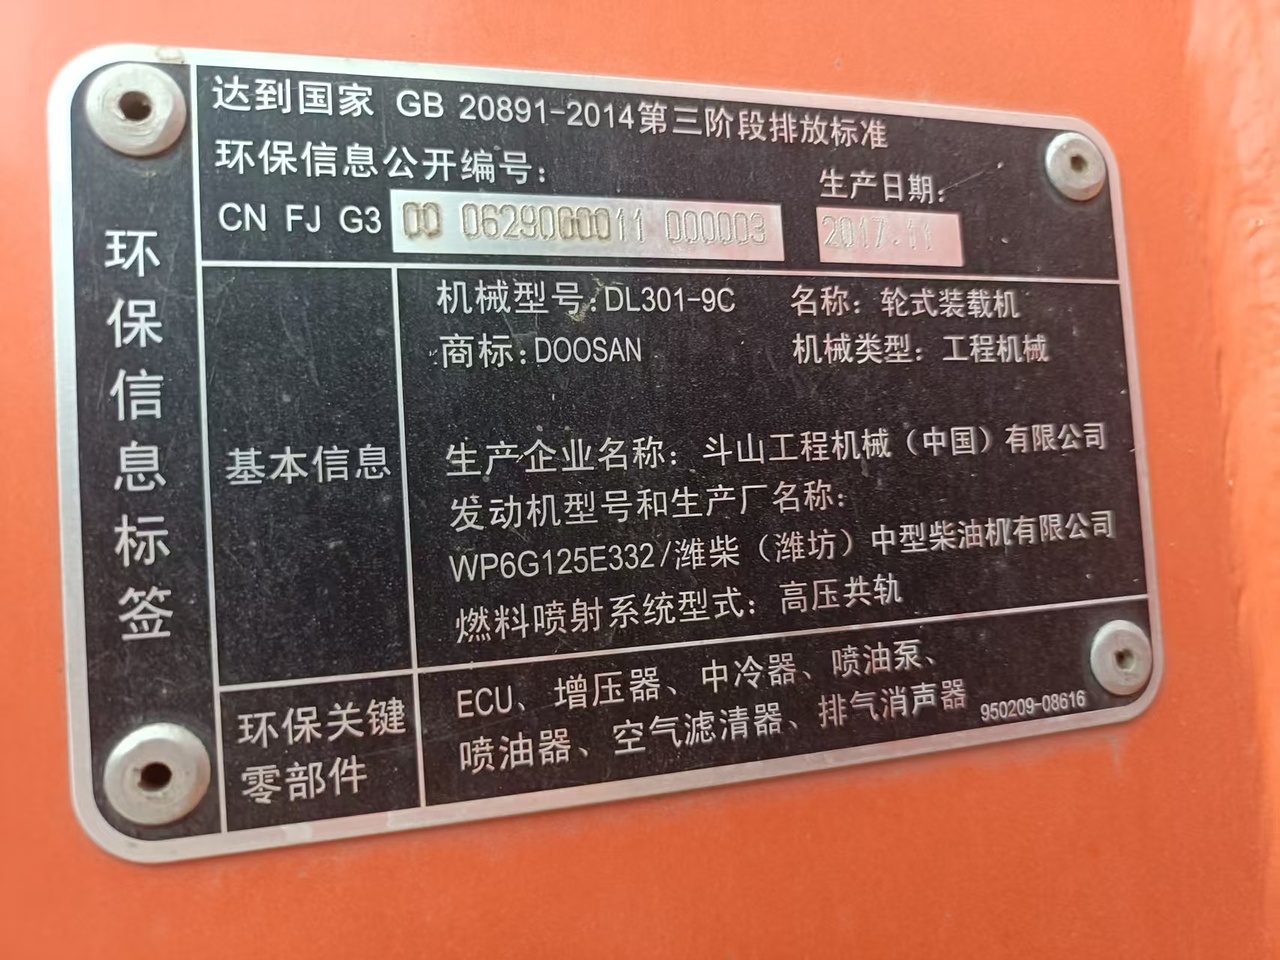 环保信息标签
达到国家 GB 20891-2014第三阶段排放标准
环保信息公开编号:
生产日期:
CN FJ G3 00 0629000011 000003
2017.11
基本信息
机械型号:DL301-9C 名称:轮式装载机
商标:DOOSAN 机械类型:工程机械
生产企业名称:斗山工程机械(中国)有限公司
发动机型号和生产厂名称:
WP6G125E332/潍柴(潍坊)中型柴油机有限公司
燃料喷射系统型式:高压共轨
环保关键
零部件
ECU、增压器、中冷器、喷油泵、
喷油器、空气滤清器、排气消声器
950209-08616